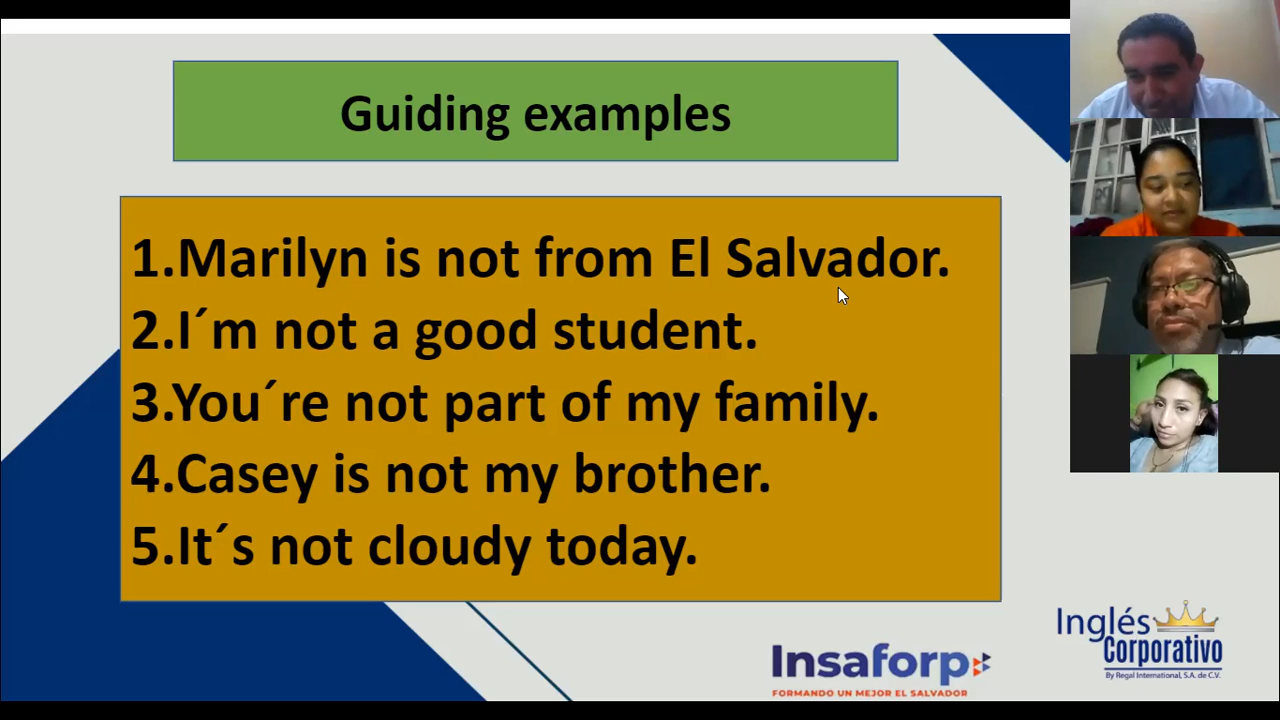 Guiding examples
1.Marilyn is not from El Salvador.
2.I´m not a good student.
3.You´re not part of my family.
4.Casey is not my brother.
5.It´s not cloudy today.
Insaforp
FORMANDO UN MEJOR EL SALVADOR
Inglés
Corporativo
By Regal International, S.A. de C.V.